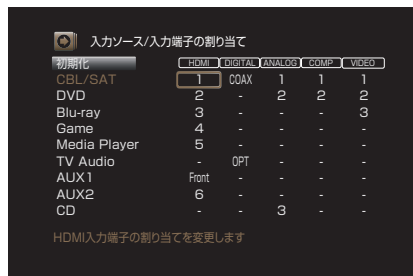 入力ソース/入力端子の割り当て
初期化 HDMI DIGITAL ANALOG COMP VIDEO
CBL/SAT 1 COAX 1 1 1
DVD 2 - 2 2 2
Blu-ray 3 - - - 3
Game 4 - - - -
Media Player 5 - - - -
TV Audio - OPT - - -
AUX1 Front - - - -
AUX2 6 - - - -
CD - - 3 - -
HDMI入力端子の割り当てを変更します